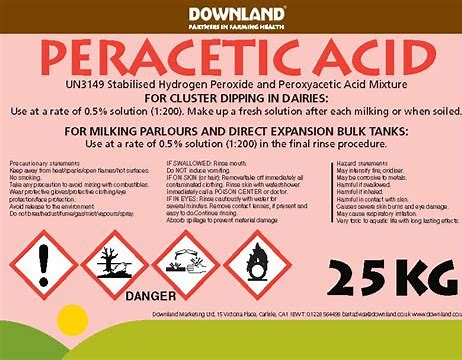 DOWNLAND®
PARTNERS IN FARMING HEALTH
PERACETIC ACID
UN3149 Stabilised Hydrogen Peroxide and Peroxyacetic Acid Mixture
FOR CLUSTER DIPPING IN DAIRIES:
Use at a rate of 0.5% solution (1:200). Make up a fresh solution after each milking or when soiled.
FOR MILKING PARLOURS AND DIRECT EXPANSION BULK TANKS:
Use at a rate of 0.5% solution (1:200) in the final rinse procedure.
Precautionary statements
Keep away from heat/sparks/open flames/hot surfaces.
No smoking.
Take any precaution to avoid mixing with combustibles.
Wear protective gloves/protective clothing/eye
protection/face protection.
Avoid release to the environment.
Do not breathe dust/fume/gas/mist/vapours/spray.
IF SWALLOWED: Rinse mouth.
Do NOT induce vomiting.
IF ON SKIN (or hair): Remove/take off immediately all
contaminated clothing. Rinse skin with water/shower.
Immediately call a POISON CENTER or doctor.
IF IN EYES: Rinse cautiously with water for
several minutes. Remove contact lenses, if present and
easy to do. Continue rinsing.
Absorb spillage to prevent material damage
Hazard statements
May intensify fire; oxidiser.
May be corrosive to metals.
Harmful if swallowed.
Harmful if inhaled.
Harmful in contact with skin.
Causes severe skin burns and eye damage.
May cause respiratory irritation.
Very toxic to aquatic life with long lasting effects.
DANGER
25KG
Downland Marketing Ltd, 15 Victoria Place, Carlisle, CA1 1EW T: 01228 564498 www.downland.co